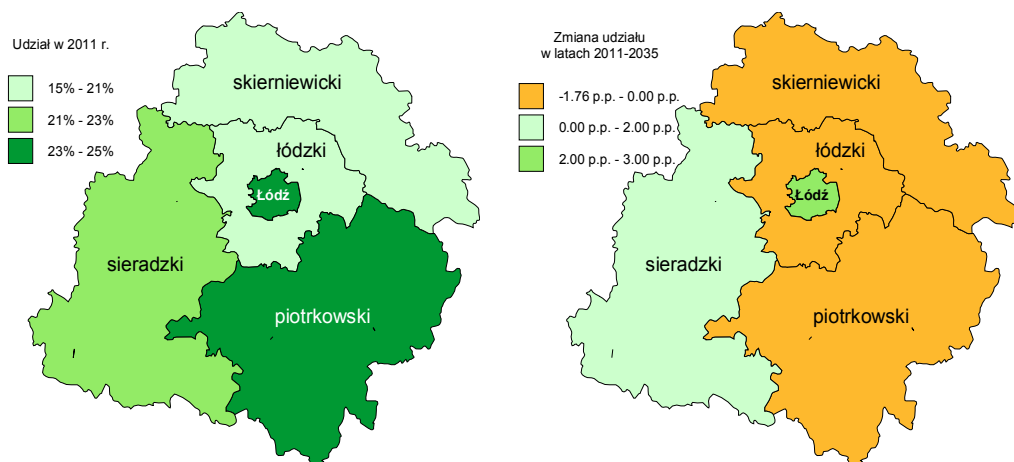 Udział w 2011 r.
15% - 21%
21% - 23%
23% - 25%
skierniewicki
łódzki
Łódź
sieradzki
piotrkowski
Zmiana udziału
w latach 2011-2035
-1.76 p.p. - 0.00 p.p.
0.00 p.p. - 2.00 p.p.
2.00 p.p. - 3.00 p.p.
skierniewicki
łódzki
Łódź
sieradzki
piotrkowski